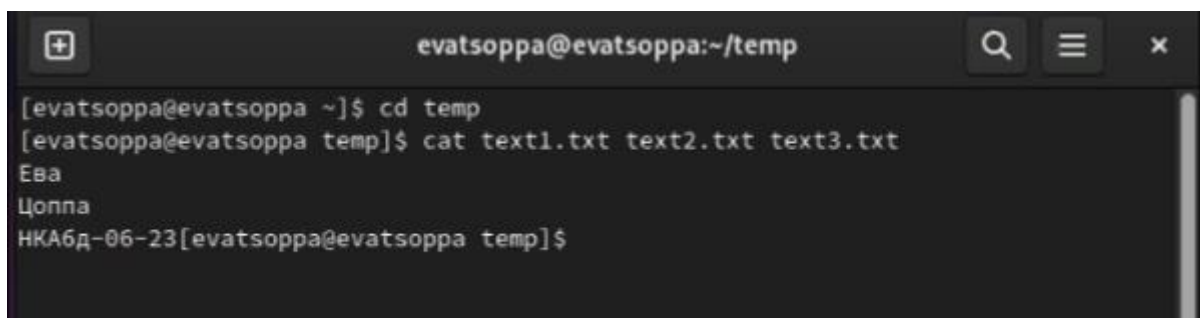 evatsoppa@evatsoppa:~/temp
[evatsoppa@evatsoppa ~]$ cd temp
[evatsoppa@evatsoppa temp]$ cat text1.txt text2.txt text3.txt
Ева
Цоппа
НКАбд-06-23[evatsoppa@evatsoppa temp]$